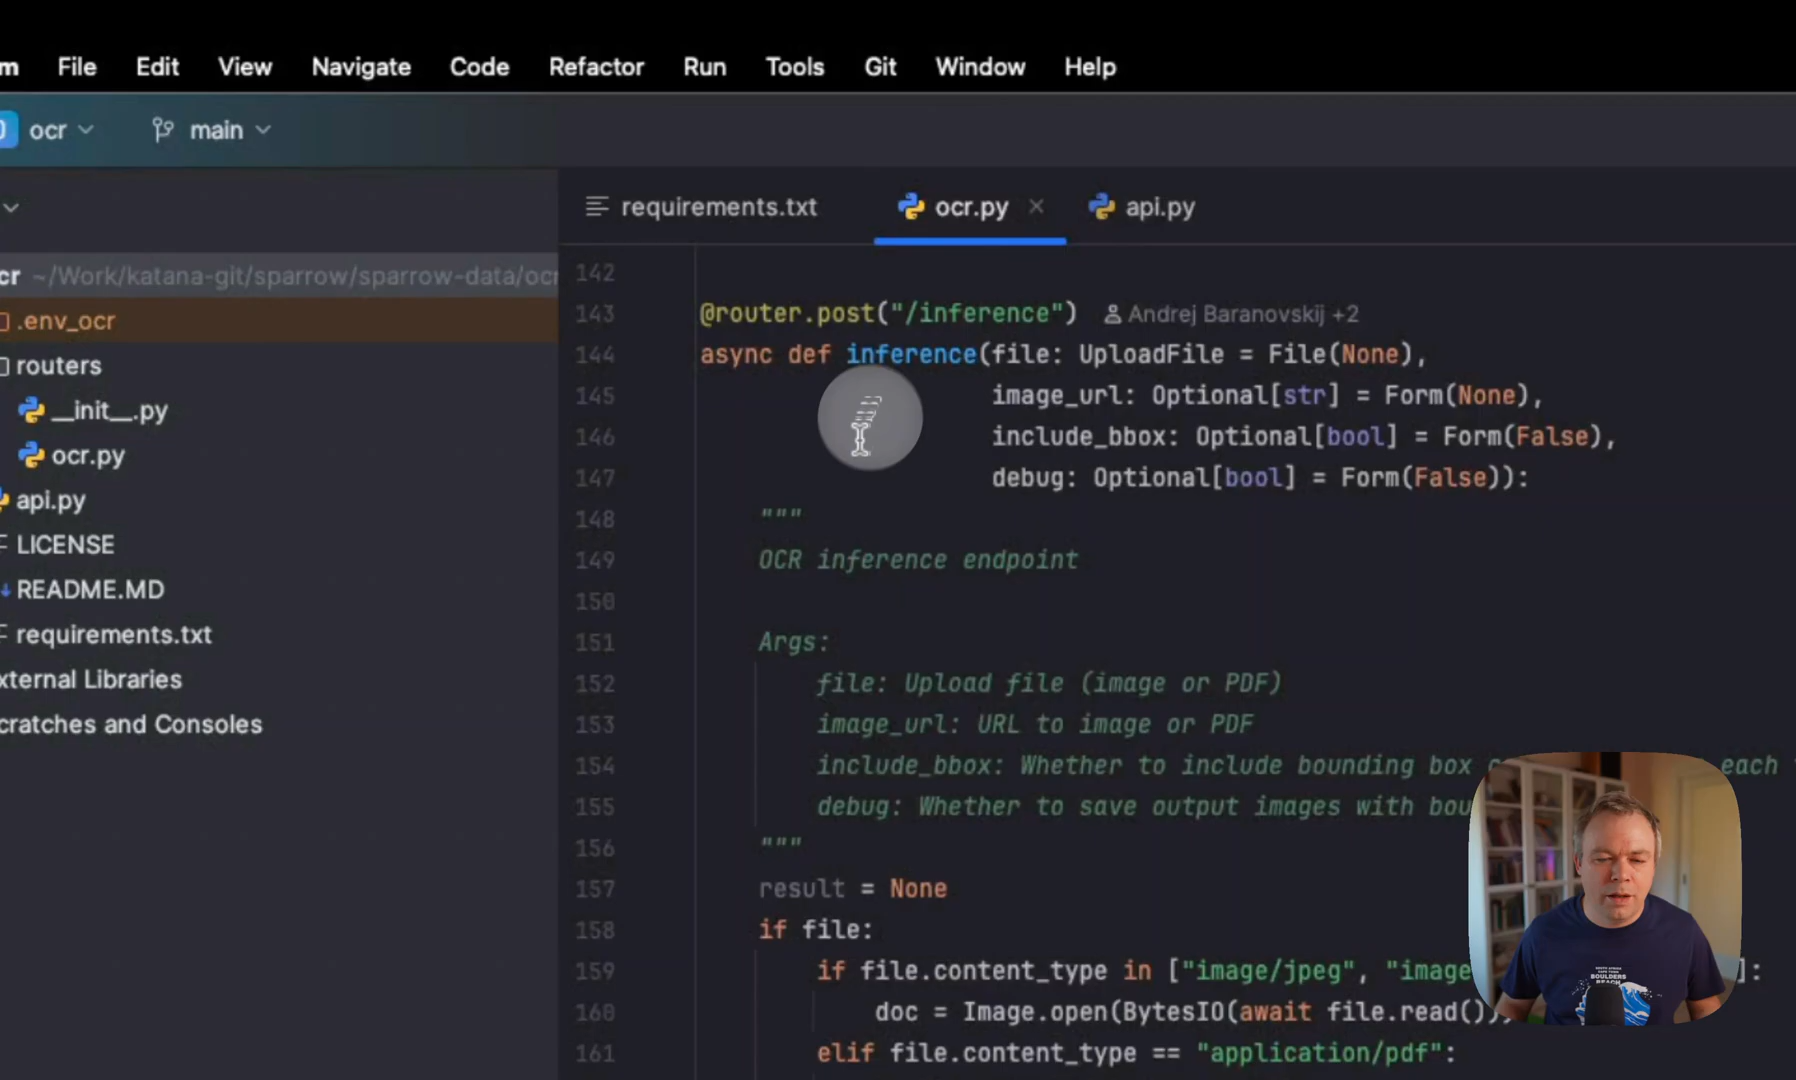 File Edit View Navigate Code Refactor Run Tools Git Window Help
ocr main
requirements.txt ocr.py api.py
~/Work/katana-git/sparrow/sparrow-data/ocr
.env_ocr
routers
__init__.py
ocr.py
api.py
LICENSE
README.MD
requirements.txt
xternal Libraries
cratches and Consoles
142
143 @router.post("/inference") Andrej Baranovskij +2
144 async def inference(file: UploadFile = File(None),
145 image_url: Optional[str] = Form(None),
146 include_bbox: Optional[bool] = Form(False),
147 debug: Optional[bool] = Form(False)):
148 """
149 OCR inference endpoint
150
151 Args:
152 file: Upload file (image or PDF)
153 image_url: URL to image or PDF
154 include_bbox: Whether to include bounding box each
155 debug: Whether to save output images with bou
156 """
157 result = None
158 if file:
159 if file.content_type in ["image/jpeg", "image ]:
160 doc = Image.open(BytesIO(await file.read()))
161 elif file.content_type == "application/pdf":
BOULDERS
BEACH